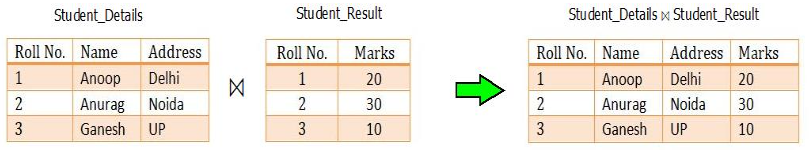 Student_Details
Roll No. Name Address
1 Anoop Delhi
2 Anurag Noida
3 Ganesh UP
⋈
Student_Result
Roll No. Marks
1 20
2 30
3 10
Student_Details ⋈ Student_Result
Roll No. Name Address Marks
1 Anoop Delhi 20
2 Anurag Noida 30
3 Ganesh UP 10